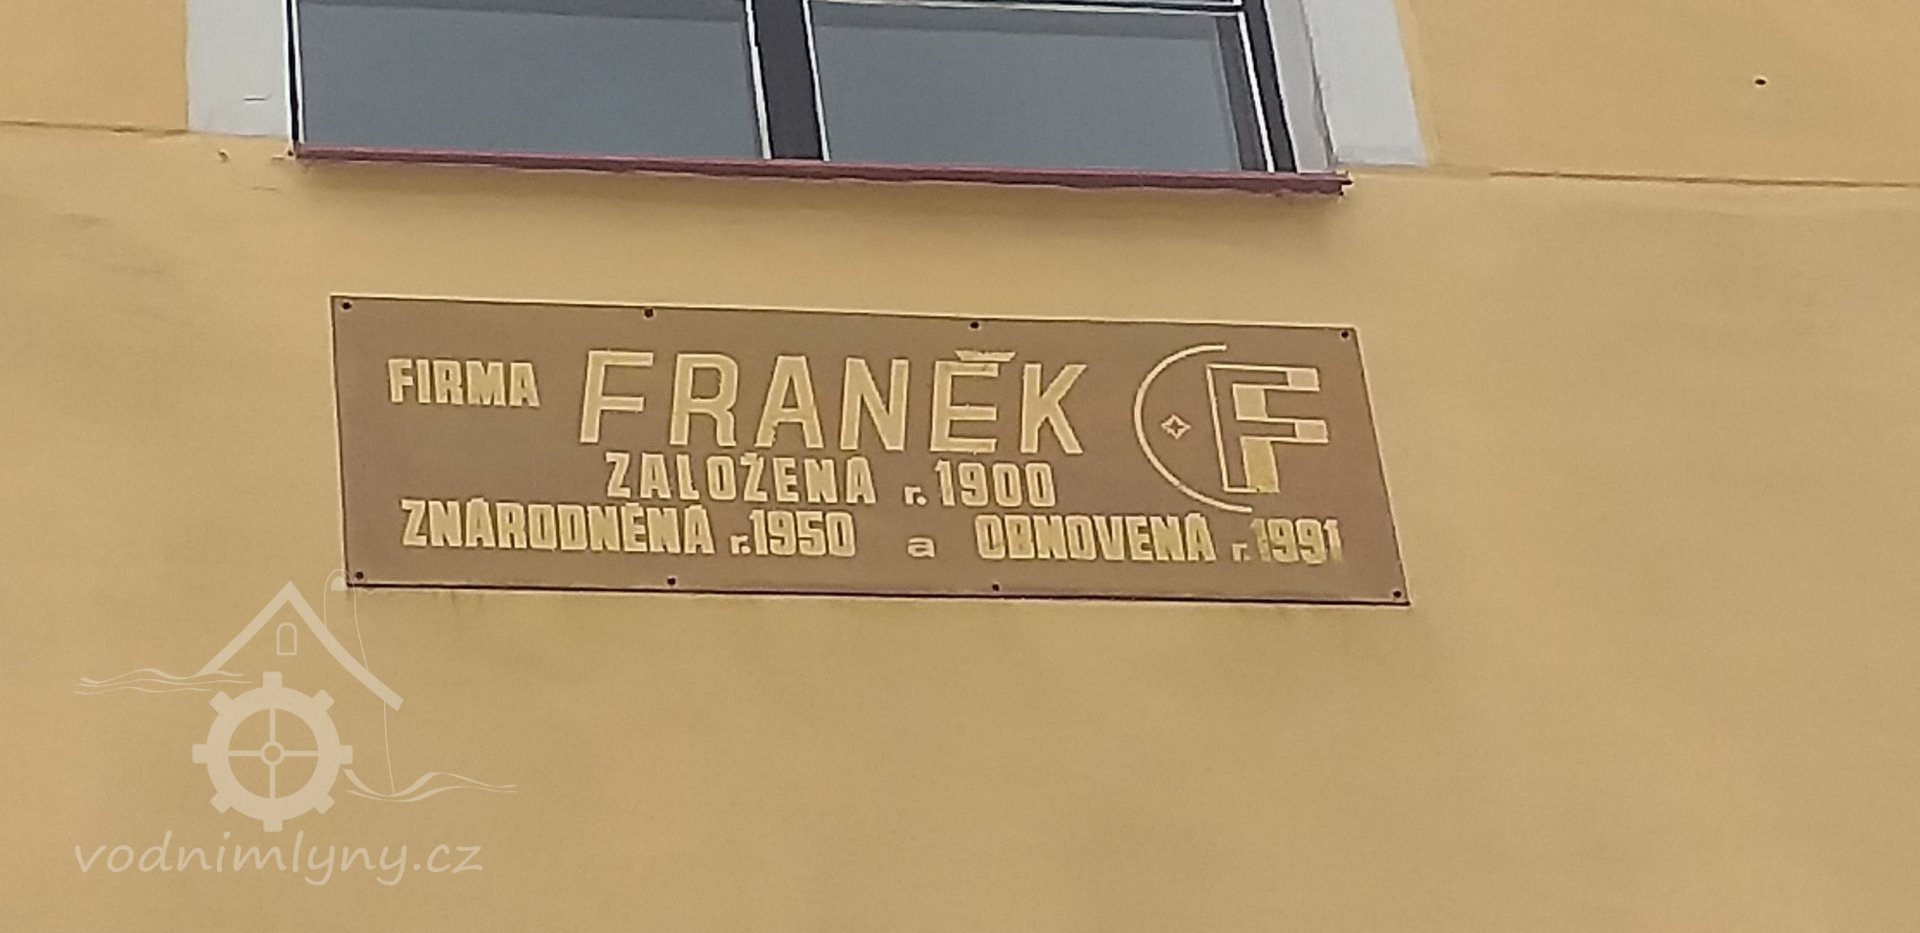 FIRMA FRANĚK F
ZALOŽENA r. 1900
ZNÁRODNĚNÁ r. 1950 a OBNOVENÁ r. 1991
vodnimlyny.cz